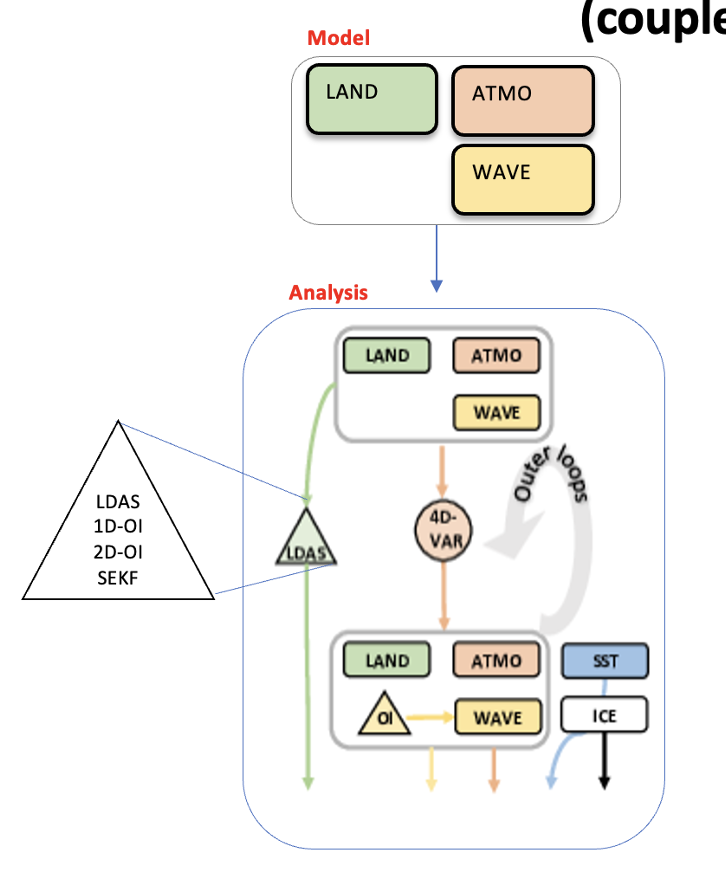 (couple
Model
LAND
ATMO
WAVE
Analysis
LAND
ATMO
WAVE
Outer loops
LDAS
1D-OI
2D-OI
SEKF
LDAS
4D-
VAR
LAND
ATMO
SST
OI
WAVE
ICE